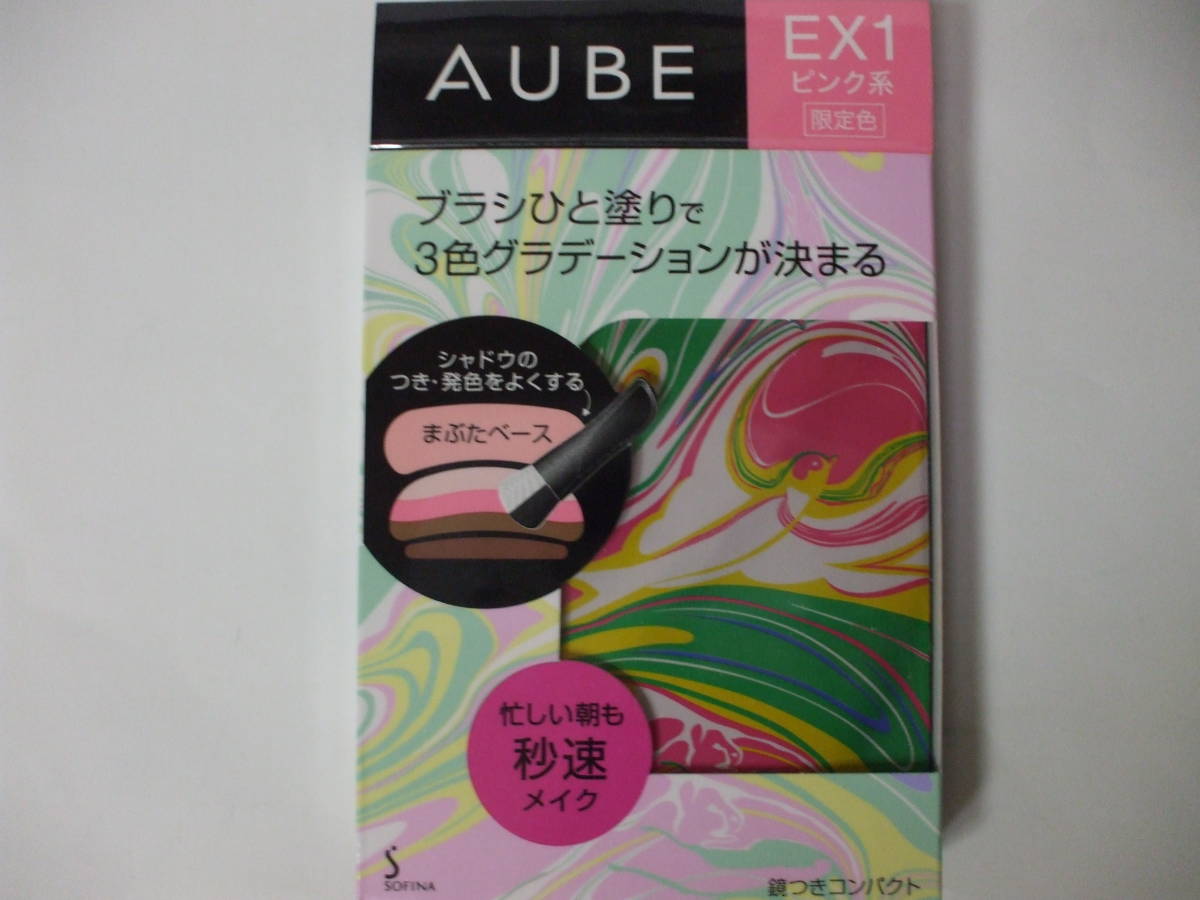 AUBE
EX1
ピンク系
限定色
ブラシひと塗りで
3色グラデーションが決まる
シャドウの
つき・発色をよくする
まぶたベース
忙しい朝も
秒速
メイク
SOFINA
鏡つきコンパクト